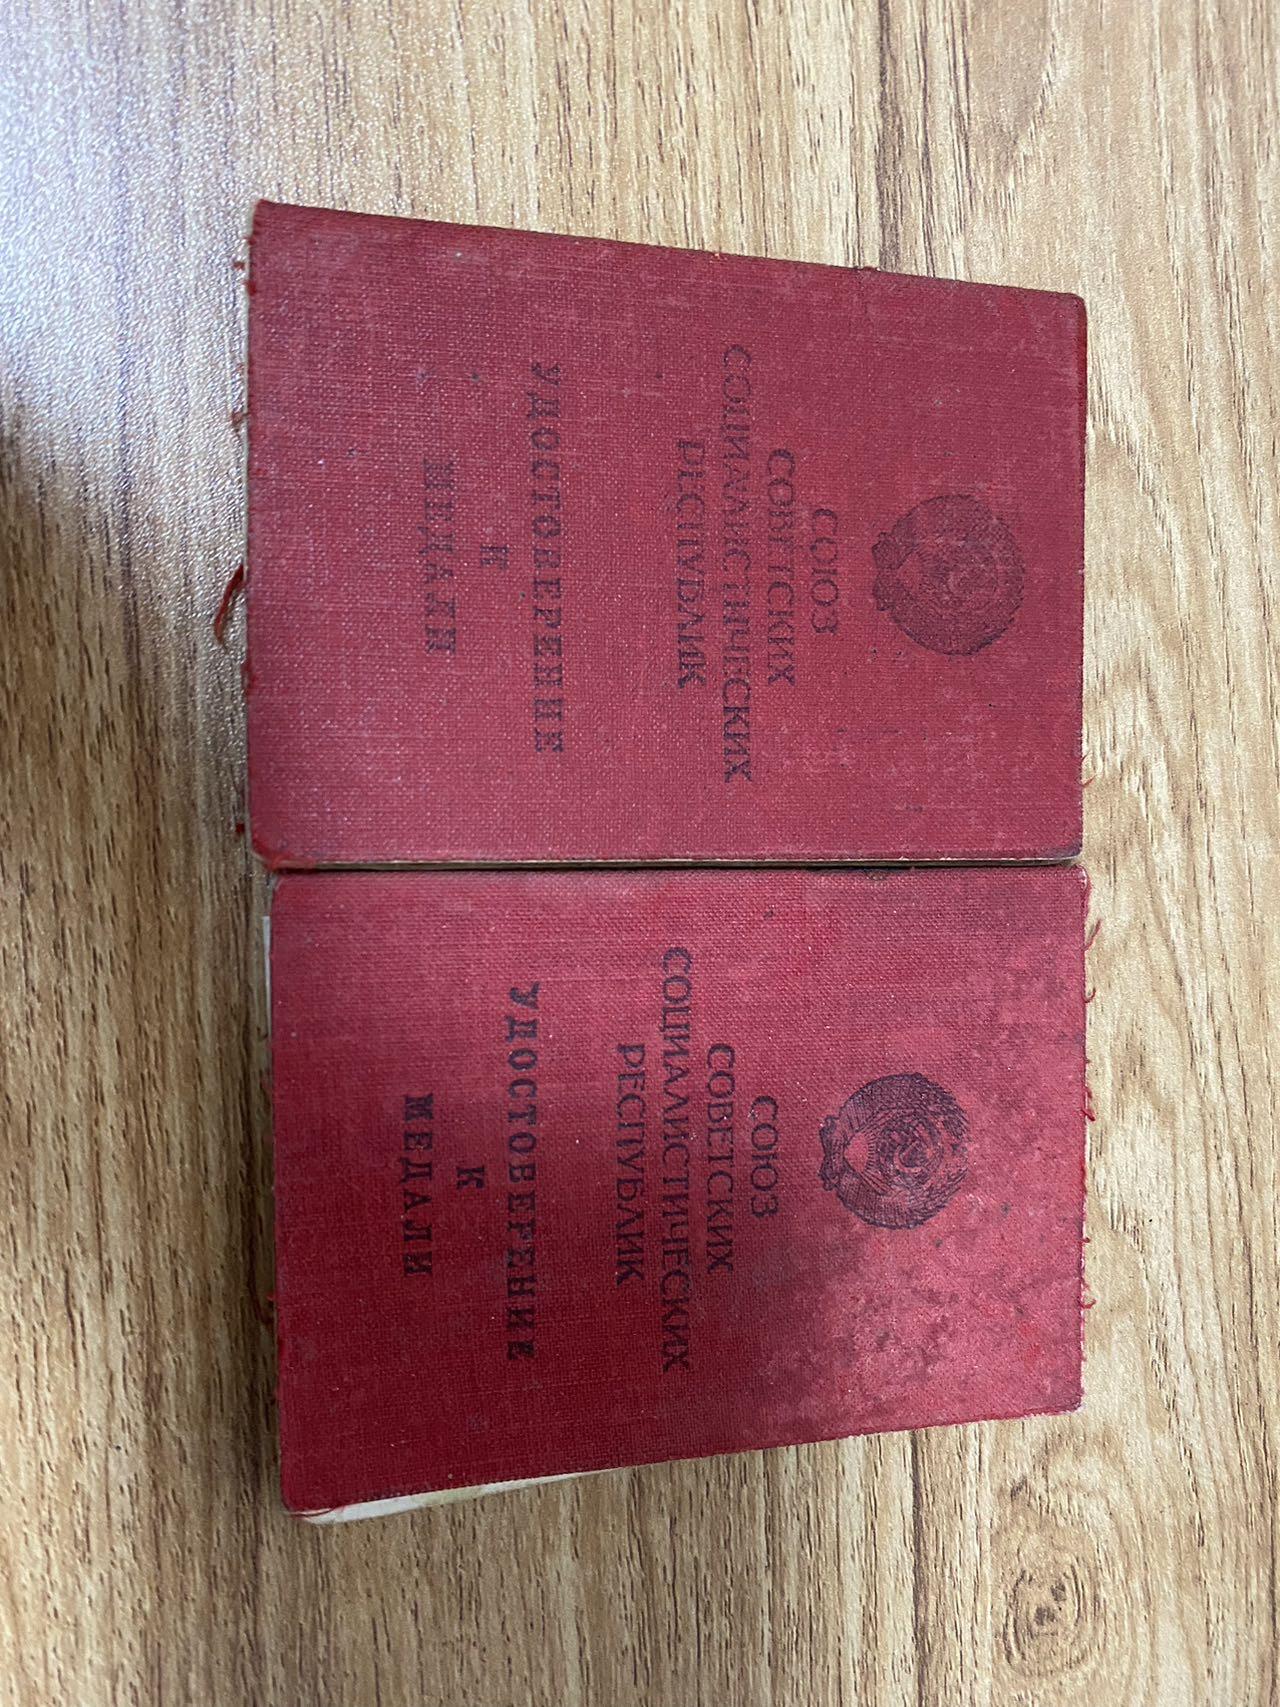 СОЮЗ
СОВЕТСКИХ
СОЦИАЛИСТИЧЕСКИХ
РЕСПУБЛИК
УДОСТОВЕРЕНИЕ
К
МЕДАЛИ
СОЮЗ
СОВЕТСКИХ
СОЦИАЛИСТИЧЕСКИХ
РЕСПУБЛИК
УДОСТОВЕРЕНИЕ
К
МЕДАЛИ